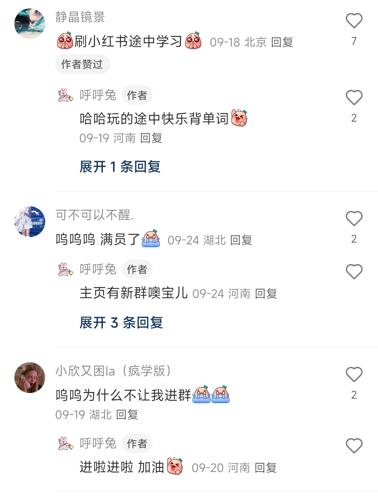 静晶镜景
刷小红书途中学习 09-18 北京 回复
7
作者赞过
呼呼兔 作者
哈哈玩的途中快乐背单词
2
09-19 河南 回复
展开 1 条回复
可不可以不醒.
呜呜呜 满员了 09-24 湖北 回复
2
呼呼兔 作者
主页有新群噢宝儿 09-24 河南 回复
展开 3 条回复
小欣又困la（疯学版）
呜呜为什么不让我进群
2
09-19 湖北 回复
呼呼兔 作者
进啦进啦 加油 09-20 河南 回复